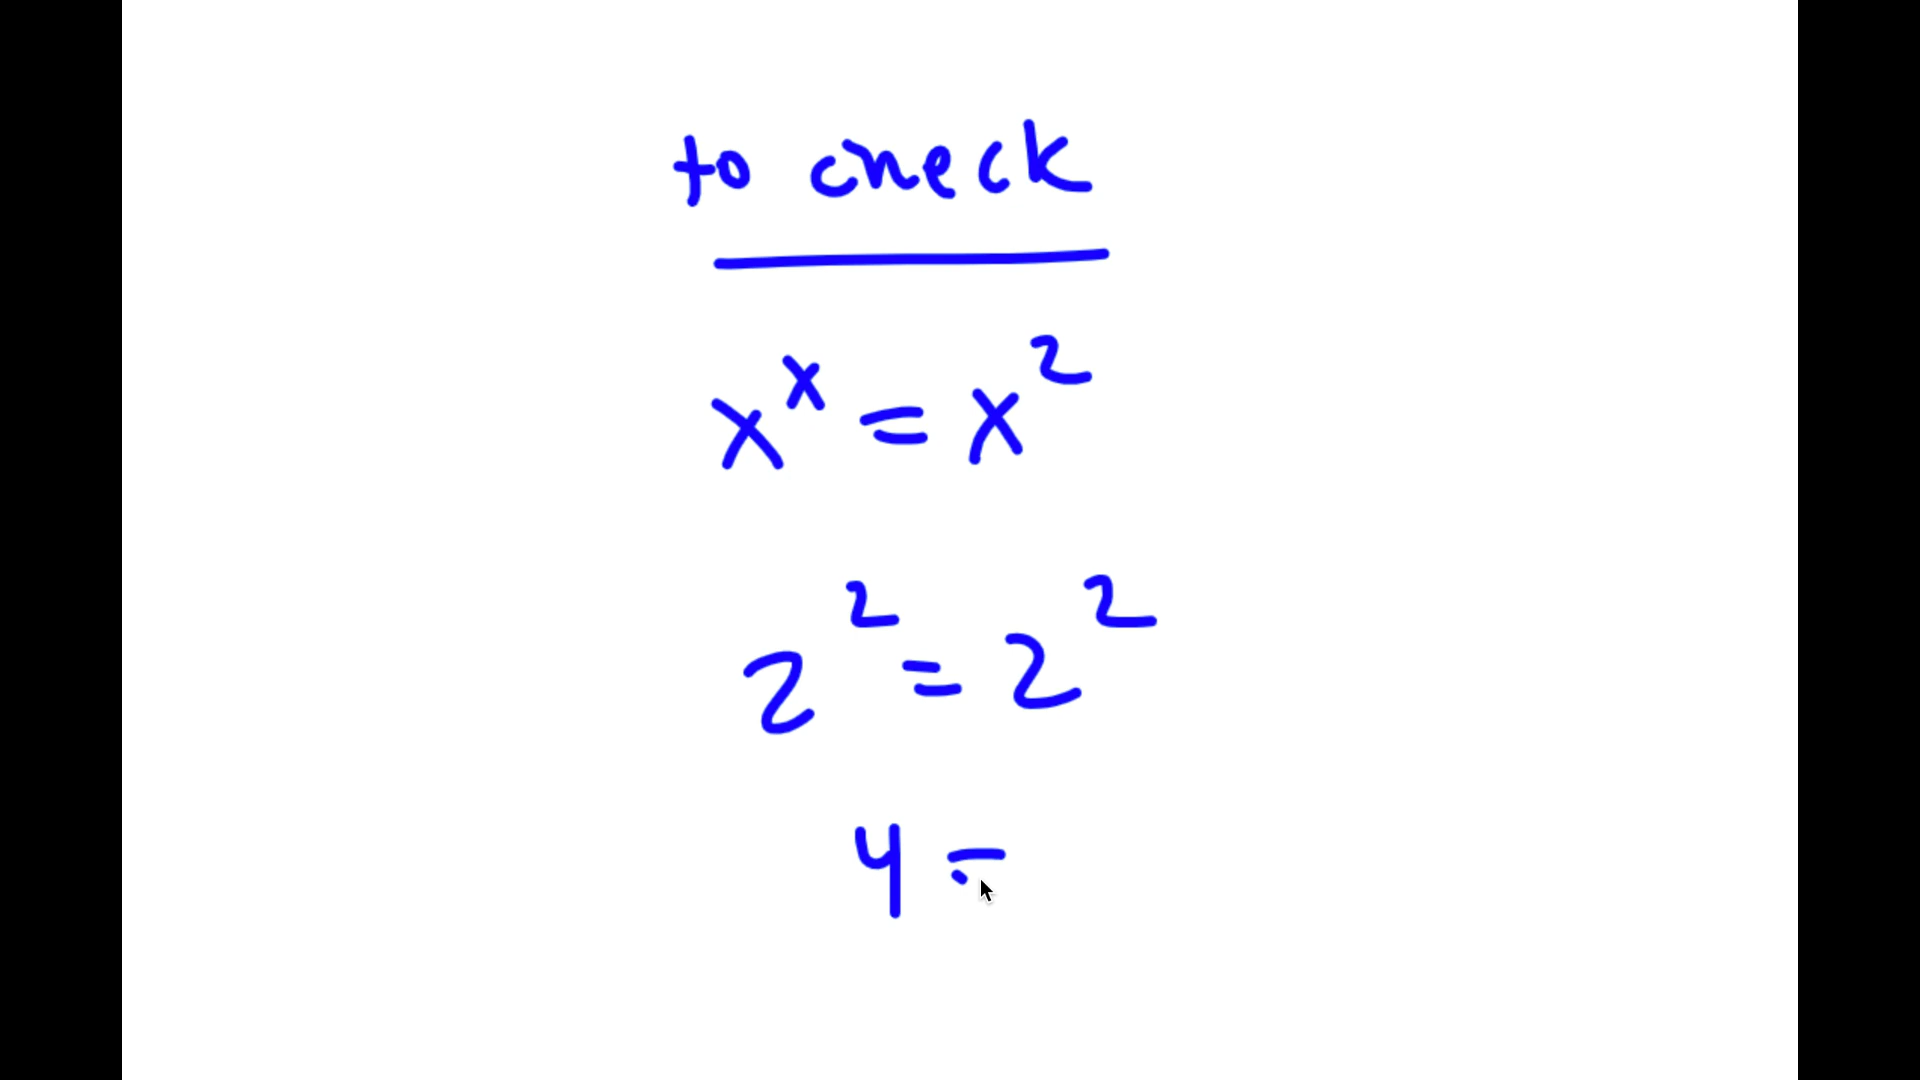 to check
x^x = x^2
2^2 = 2^2
4 =